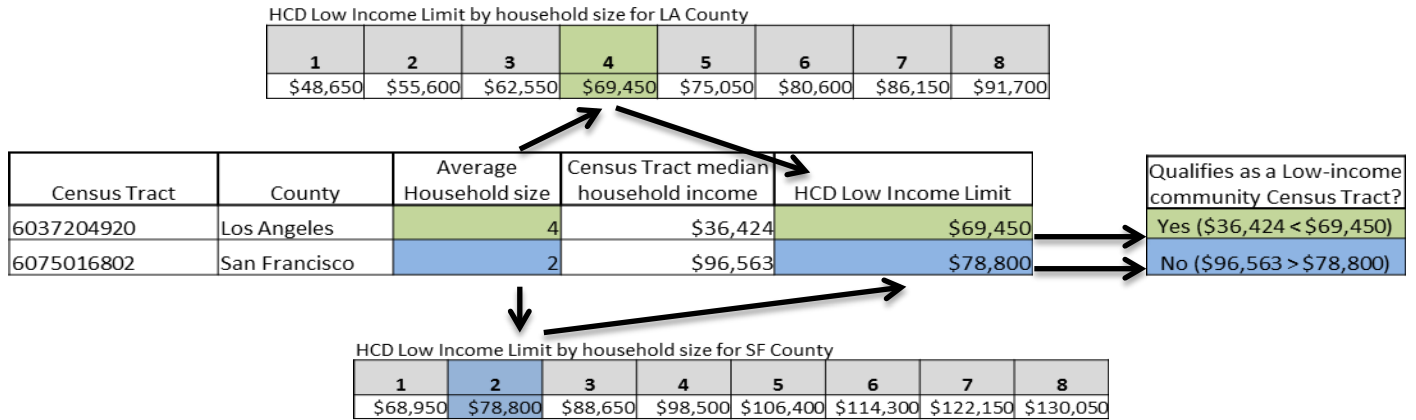 HCD Low Income Limit by household size for LA County
1 2 3 4 5 6 7 8
$48,650 $55,600 $62,550 $69,450 $75,050 $80,600 $86,150 $91,700
Census Tract County Average Household size Census Tract median household income HCD Low Income Limit Qualifies as a Low-income community Census Tract?
6037204920 Los Angeles 4 $36,424 $69,450 Yes ($36,424 < $69,450)
6075016802 San Francisco 2 $96,563 $78,800 No ($96,563 > $78,800)
HCD Low Income Limit by household size for SF County
1 2 3 4 5 6 7 8
$68,950 $78,800 $88,650 $98,500 $106,400 $114,300 $122,150 $130,050